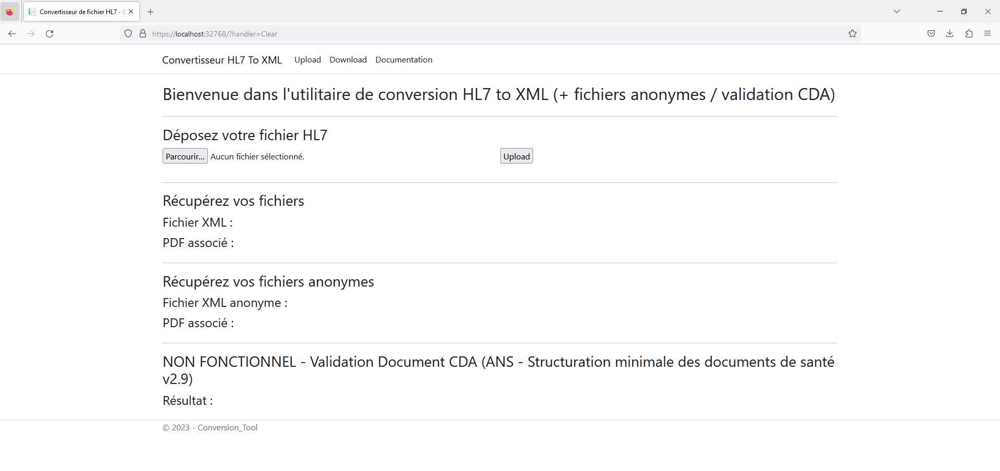 Convertisseur de fichier HL7 -
https://localhost:32768/?handler=Clear
Convertisseur HL7 To XML Upload Download Documentation
Bienvenue dans l'utilitaire de conversion HL7 to XML (+ fichiers anonymes / validation CDA)
Déposez votre fichier HL7
Parcourir... Aucun fichier sélectionné. Upload
Récupérez vos fichiers
Fichier XML :
PDF associé :
Récupérez vos fichiers anonymes
Fichier XML anonyme :
PDF associé :
NON FONCTIONNEL - Validation Document CDA (ANS - Structuration minimale des documents de santé
v2.9)
Résultat :
© 2023 - Conversion_Tool